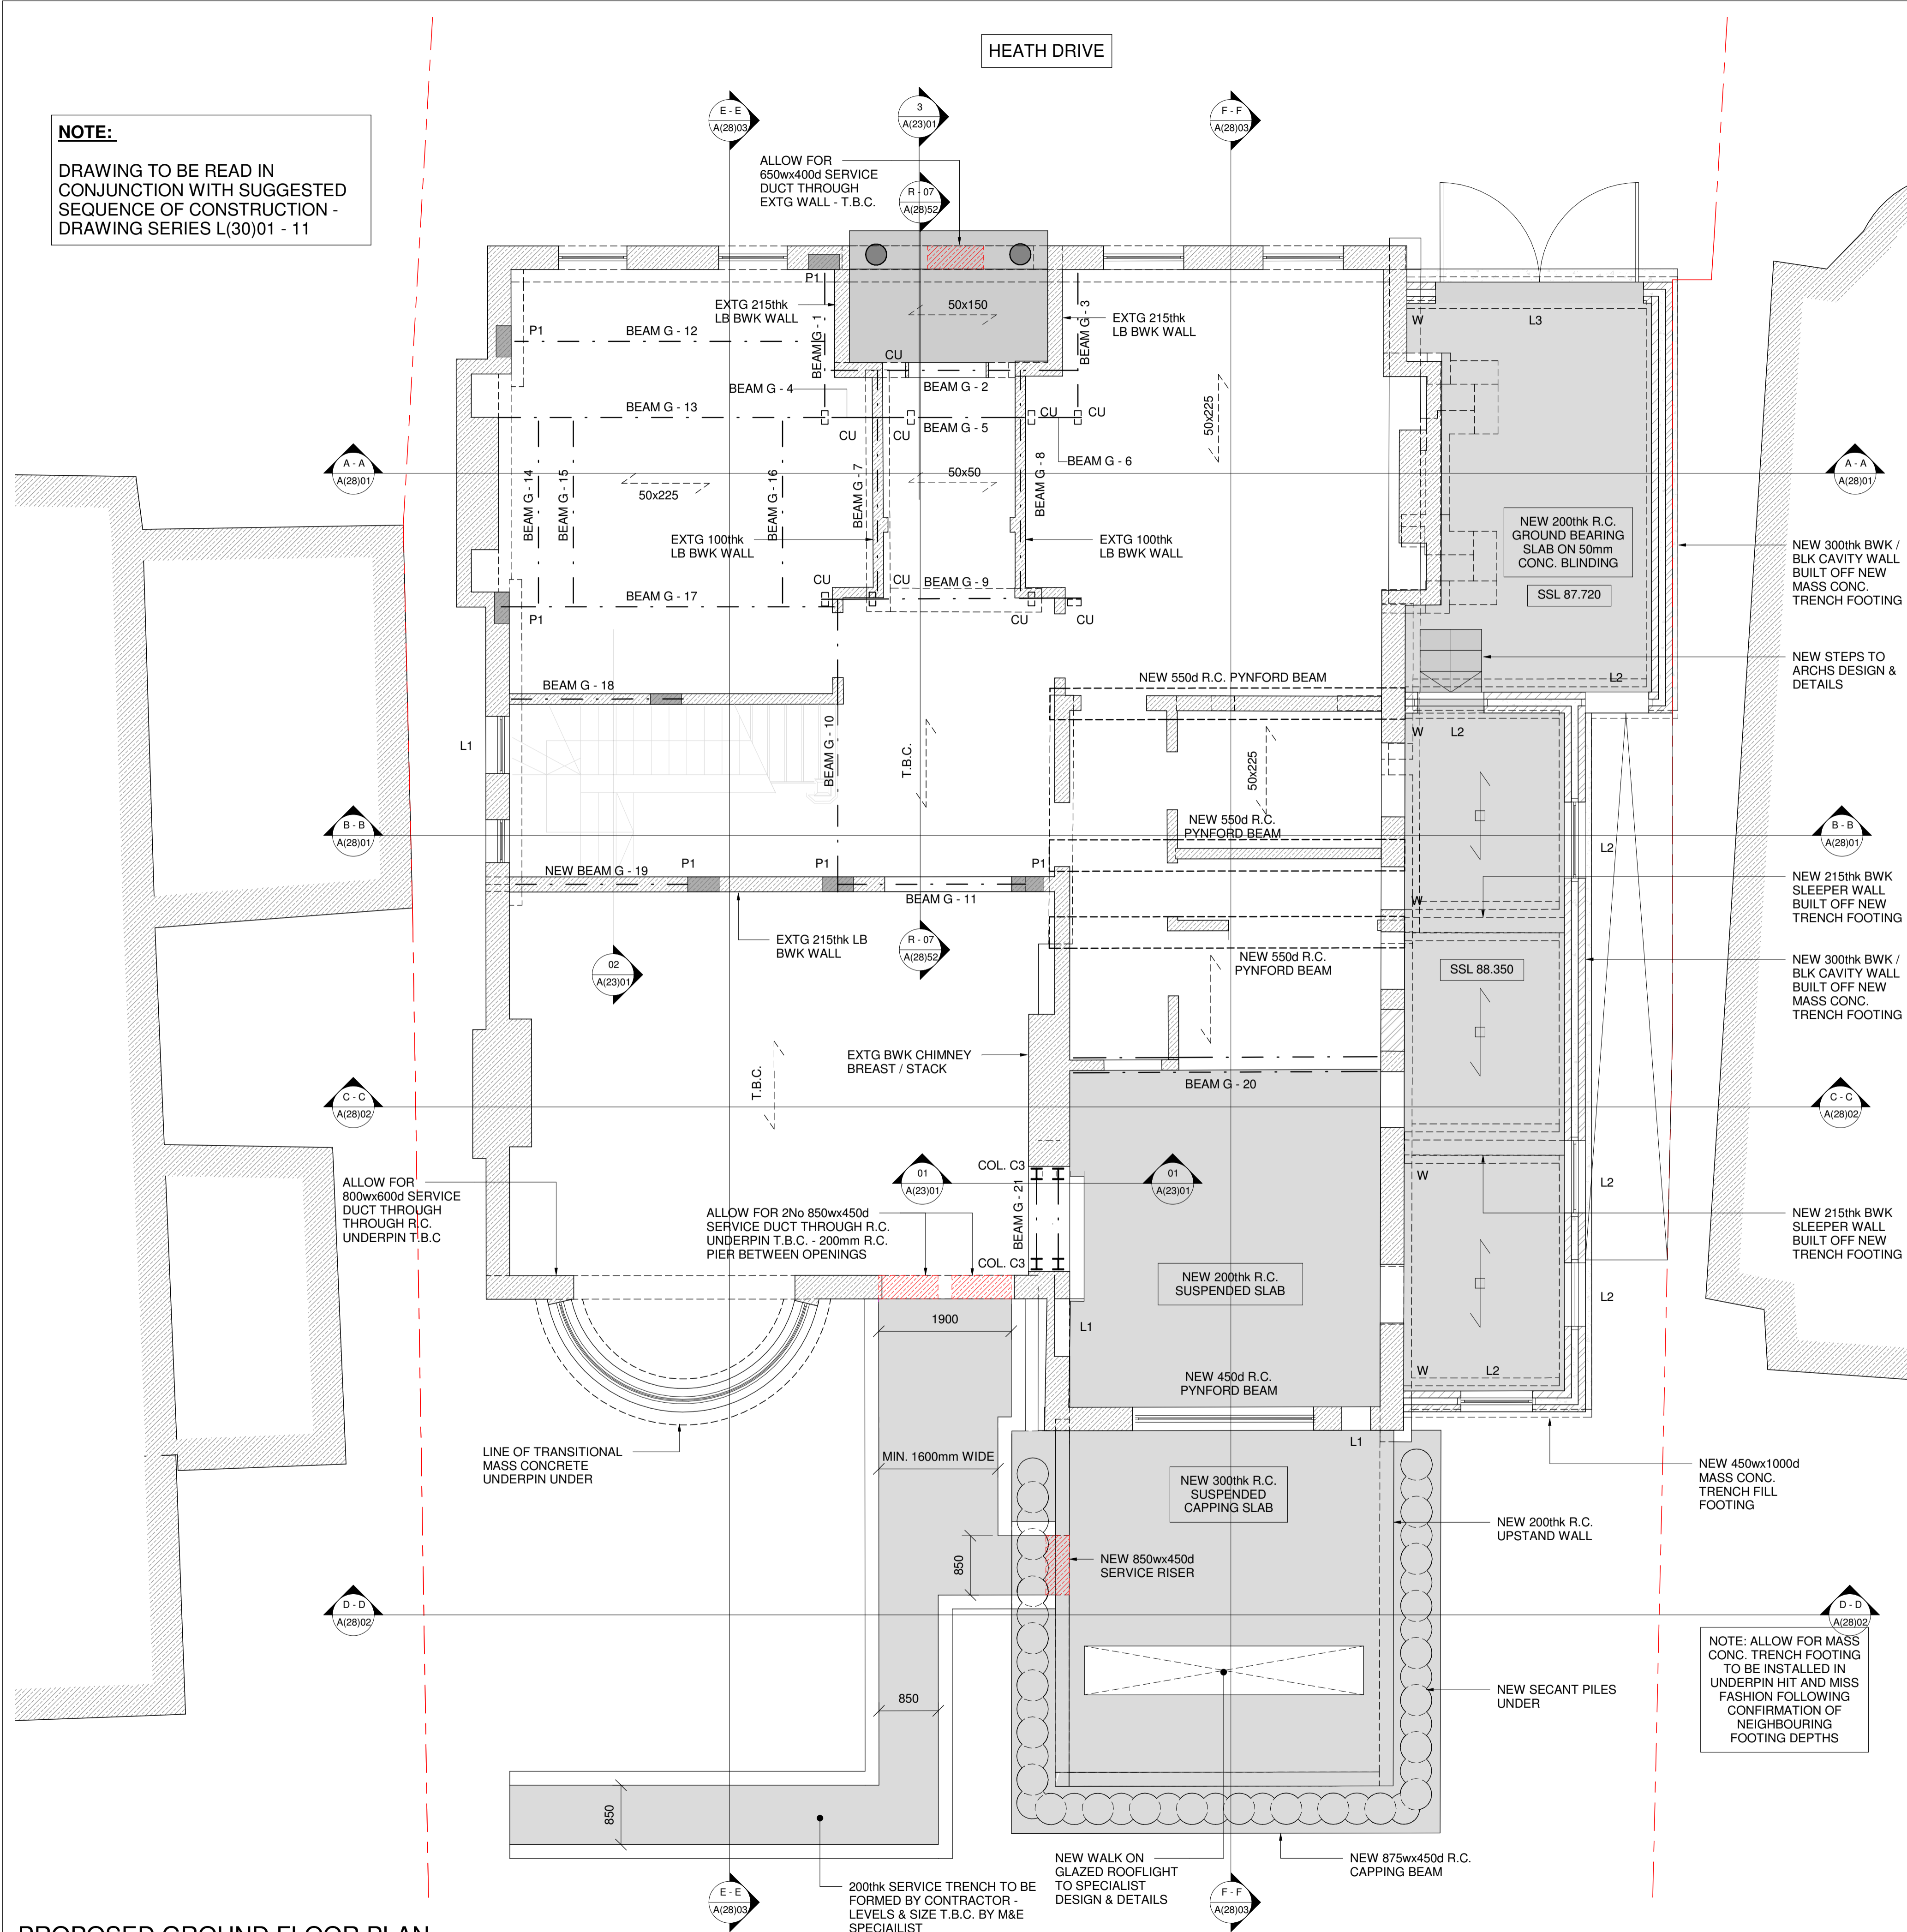 HEATH DRIVE
NOTE:
DRAWING TO BE READ IN
CONJUNCTION WITH SUGGESTED
SEQUENCE OF CONSTRUCTION -
DRAWING SERIES L(30)01 - 11
E - E
A(28)03
3
A(23)01
F - F
A(28)03
ALLOW FOR
650wx400d SERVICE
DUCT THROUGH
EXTG WALL - T.B.C.
R - 07
A(28)52
P1
EXTG 215thk
LB BWK WALL
BEAM G - 1
50x150
BEAM G - 3
EXTG 215thk
LB BWK WALL
W
L3
P1
BEAM G - 12
CU
BEAM G - 4
BEAM G - 2
BEAM G - 13
CU
CU
BEAM G - 5
CU
CU
50x225
A - A
A(28)01
BEAM G - 14
BEAM G - 15
50x225
BEAM G - 16
BEAM G - 7
50x50
BEAM G - 8
BEAM G - 6
A - A
A(28)01
NEW 200thk R.C.
GROUND BEARING
SLAB ON 50mm
CONC. BLINDING
SSL 87.720
NEW 300thk BWK /
BLK CAVITY WALL
BUILT OFF NEW
MASS CONC.
TRENCH FOOTING
EXTG 100thk
LB BWK WALL
EXTG 100thk
LB BWK WALL
CU
CU
BEAM G - 9
BEAM G - 17
P1
CU
CU
NEW STEPS TO
ARCHS DESIGN &
DETAILS
L2
BEAM G - 18
NEW 550d R.C. PYNFORD BEAM
L1
BEAM G - 10
T.B.C.
50x225
W
L2
B - B
A(28)01
NEW 550d R.C.
PYNFORD BEAM
B - B
A(28)01
L2
NEW BEAM G - 19
P1
P1
P1
BEAM G - 11
W
NEW 215thk BWK
SLEEPER WALL
BUILT OFF NEW
TRENCH FOOTING
EXTG 215thk LB
BWK WALL
R - 07
A(28)52
02
A(23)01
NEW 550d R.C.
PYNFORD BEAM
SSL 88.350
NEW 300thk BWK /
BLK CAVITY WALL
BUILT OFF NEW
MASS CONC.
TRENCH FOOTING
T.B.C.
EXTG BWK CHIMNEY
BREAST / STACK
BEAM G - 20
C - C
A(28)02
C - C
A(28)02
COL. C3
01
A(23)01
01
A(23)01
W
L2
ALLOW FOR
800wx600d SERVICE
DUCT THROUGH
THROUGH R.C.
UNDERPIN T.B.C
ALLOW FOR 2No 850wx450d
SERVICE DUCT THROUGH R.C.
UNDERPIN T.B.C. - 200mm R.C.
PIER BETWEEN OPENINGS
BEAM G - 21
COL. C3
NEW 215thk BWK
SLEEPER WALL
BUILT OFF NEW
TRENCH FOOTING
NEW 200thk R.C.
SUSPENDED SLAB
L2
1900
L1
NEW 450d R.C.
PYNFORD BEAM
W
L2
LINE OF TRANSITIONAL
MASS CONCRETE
UNDERPIN UNDER
MIN. 1600mm WIDE
L1
NEW 300thk R.C.
SUSPENDED
CAPPING SLAB
NEW 450wx1000d
MASS CONC.
TRENCH FILL
FOOTING
NEW 200thk R.C.
UPSTAND WALL
850
NEW 850wx450d
SERVICE RISER
D - D
A(28)02
D - D
A(28)02
NOTE: ALLOW FOR MASS
CONC. TRENCH FOOTING
TO BE INSTALLED IN
UNDERPIN HIT AND MISS
FASHION FOLLOWING
CONFIRMATION OF
NEIGHBOURING
FOOTING DEPTHS
850
NEW SECANT PILES
UNDER
850
NEW WALK ON
GLAZED ROOFLIGHT
TO SPECIALIST
DESIGN & DETAILS
NEW 875wx450d R.C.
CAPPING BEAM
E - E
A(28)03
200thk SERVICE TRENCH TO BE
FORMED BY CONTRACTOR -
LEVELS & SIZE T.B.C. BY M&E
SPECIAILIST
F - F
A(28)03
PROPOSED GROUND FLOOR PLAN